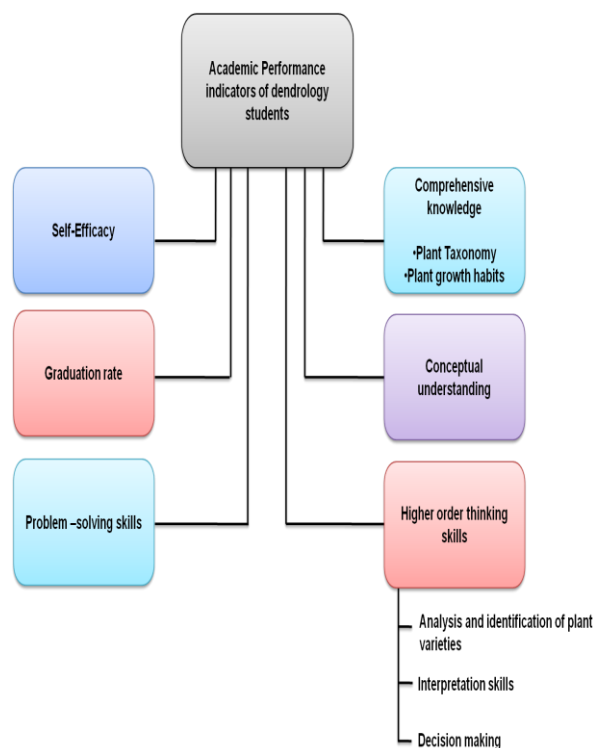 Academic Performance
indicators of dendrology
students
Self-Efficacy
Comprehensive
knowledge
•Plant Taxonomy
•Plant growth habits
Graduation rate
Conceptual
understanding
Problem –solving skills
Higher order thinking
skills
Analysis and identification of plant
varieties
Interpretation skills
Decision making